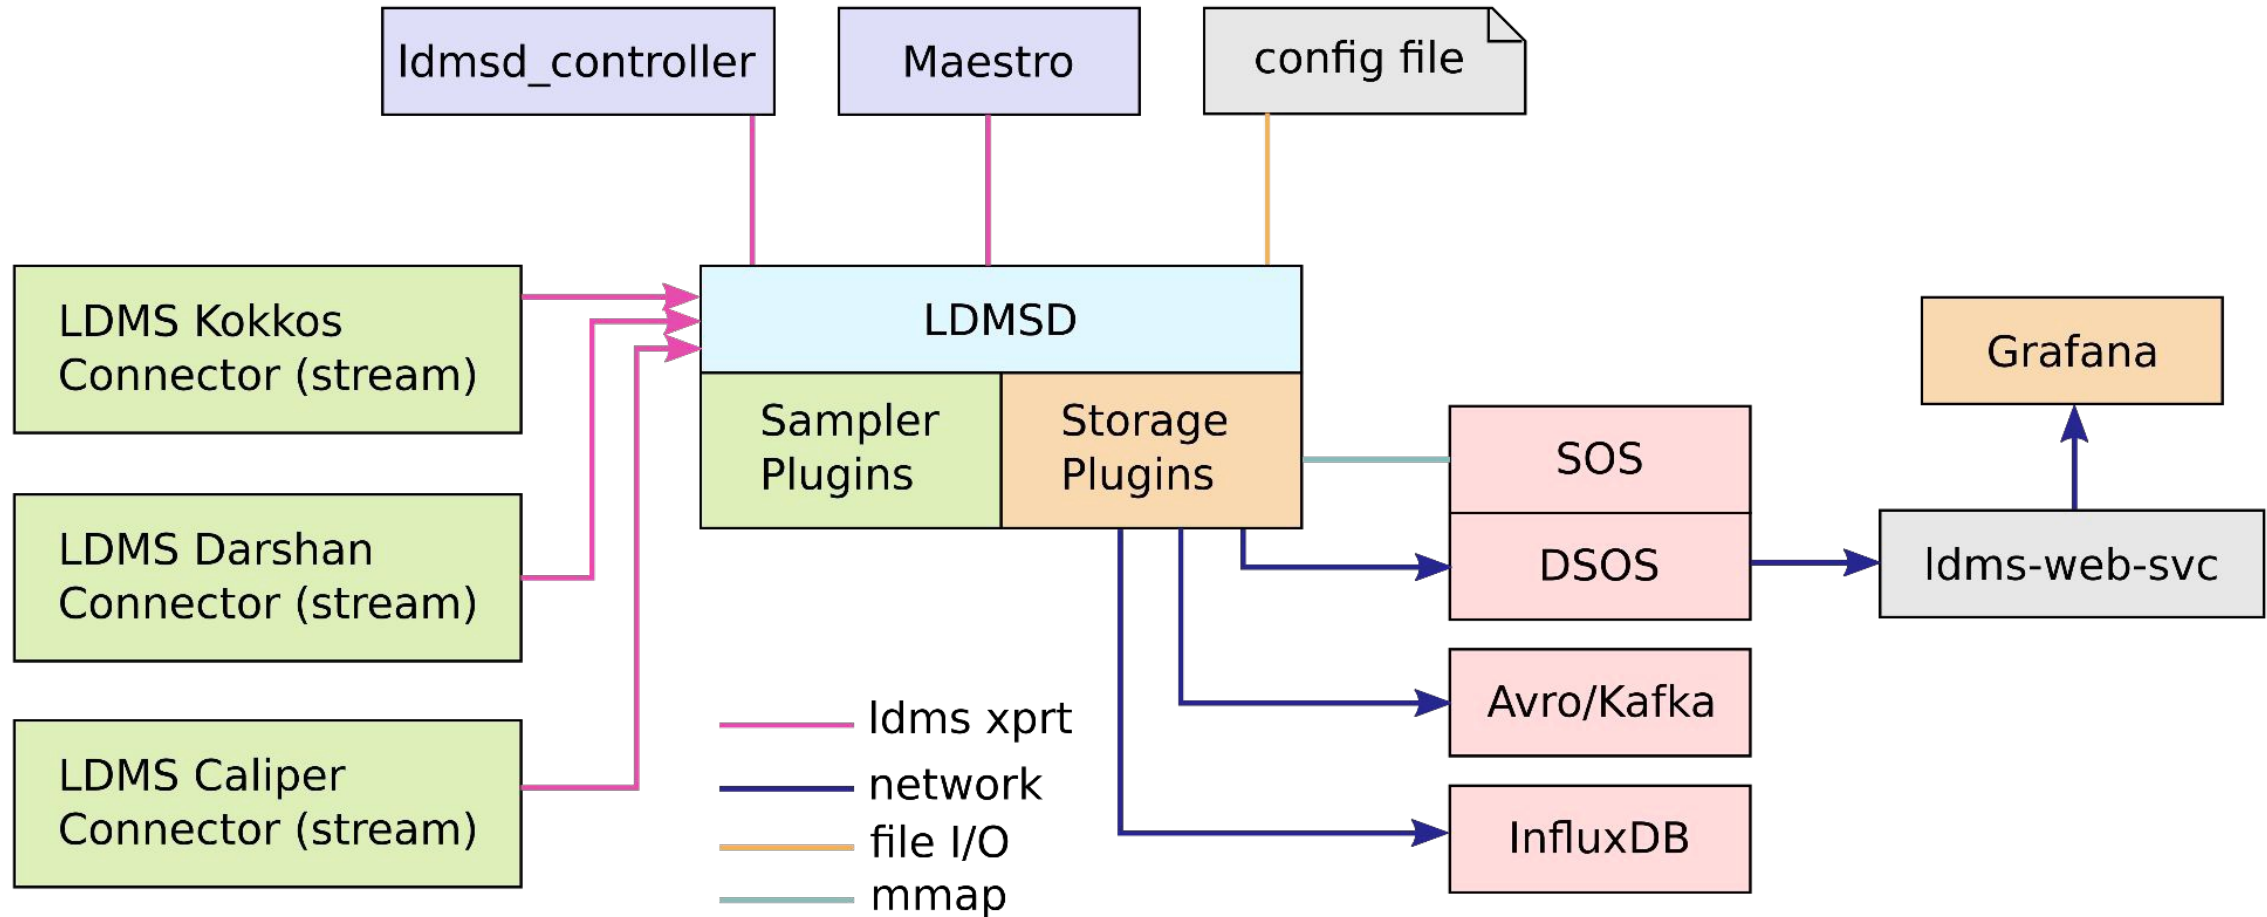 ldmsd_controller
Maestro
config file
LDMS Kokkos
Connector (stream)
LDMS Darshan
Connector (stream)
LDMS Caliper
Connector (stream)
LDMSD
Sampler
Plugins
Storage
Plugins
SOS
DSOS
Avro/Kafka
InfluxDB
Grafana
ldms-web-svc
ldms xprt
network
file I/O
mmap